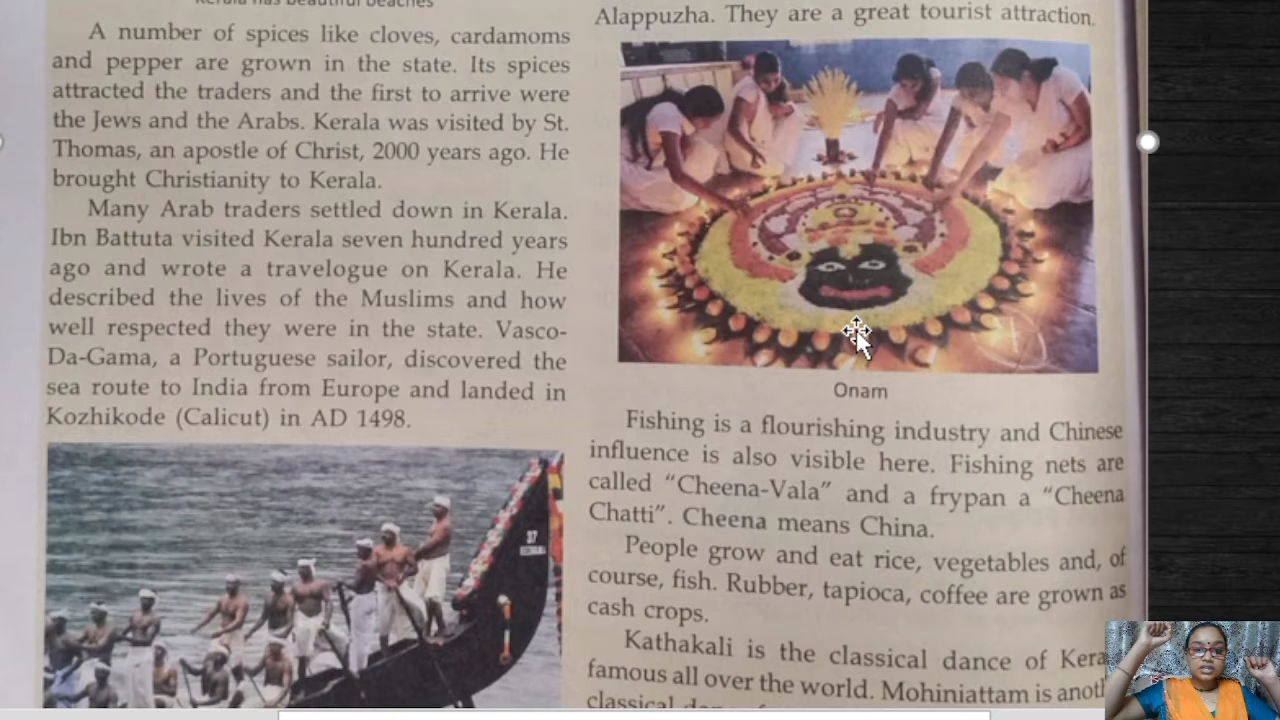 Kerala has beautiful beaches
A number of spices like cloves, cardamoms
and pepper are grown in the state. Its spices
attracted the traders and the first to arrive were
the Jews and the Arabs. Kerala was visited by St.
Thomas, an apostle of Christ, 2000 years ago. He
brought Christianity to Kerala.
Many Arab traders settled down in Kerala.
Ibn Battuta visited Kerala seven hundred years
ago and wrote a travelogue on Kerala. He
described the lives of the Muslims and how
well respected they were in the state. Vasco-
Da-Gama, a Portuguese sailor, discovered the
sea route to India from Europe and landed in
Kozhikode (Calicut) in AD 1498.
37
Alappuzha. They are a great tourist attraction.
Onam
Fishing is a flourishing industry and Chinese
influence is also visible here. Fishing nets are
called "Cheena-Vala" and a frypan a "Cheena
Chatti". Cheena means China.
People grow and eat rice, vegetables and, of
course, fish. Rubber, tapioca, coffee are grown as
cash crops.
Kathakali is the classical dance of Kera
famous all over the world. Mohiniattam is anoth
classical